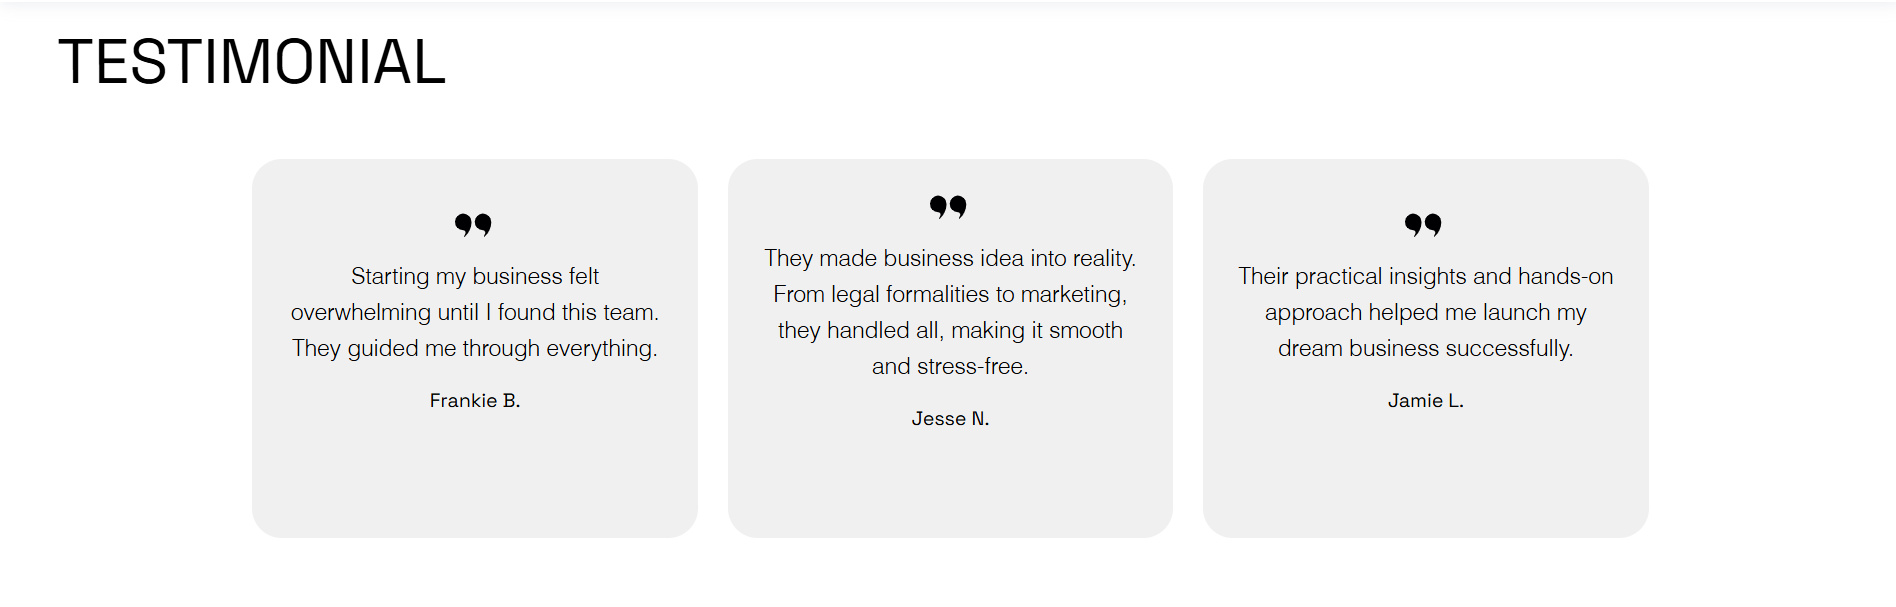 TESTIMONIAL
Starting my business felt
overwhelming until I found this team.
They guided me through everything.
Frankie B.
They made business idea into reality.
From legal formalities to marketing,
they handled all, making it smooth
and stress-free.
Jesse N.
Their practical insights and hands-on
approach helped me launch my
dream business successfully.
Jamie L.